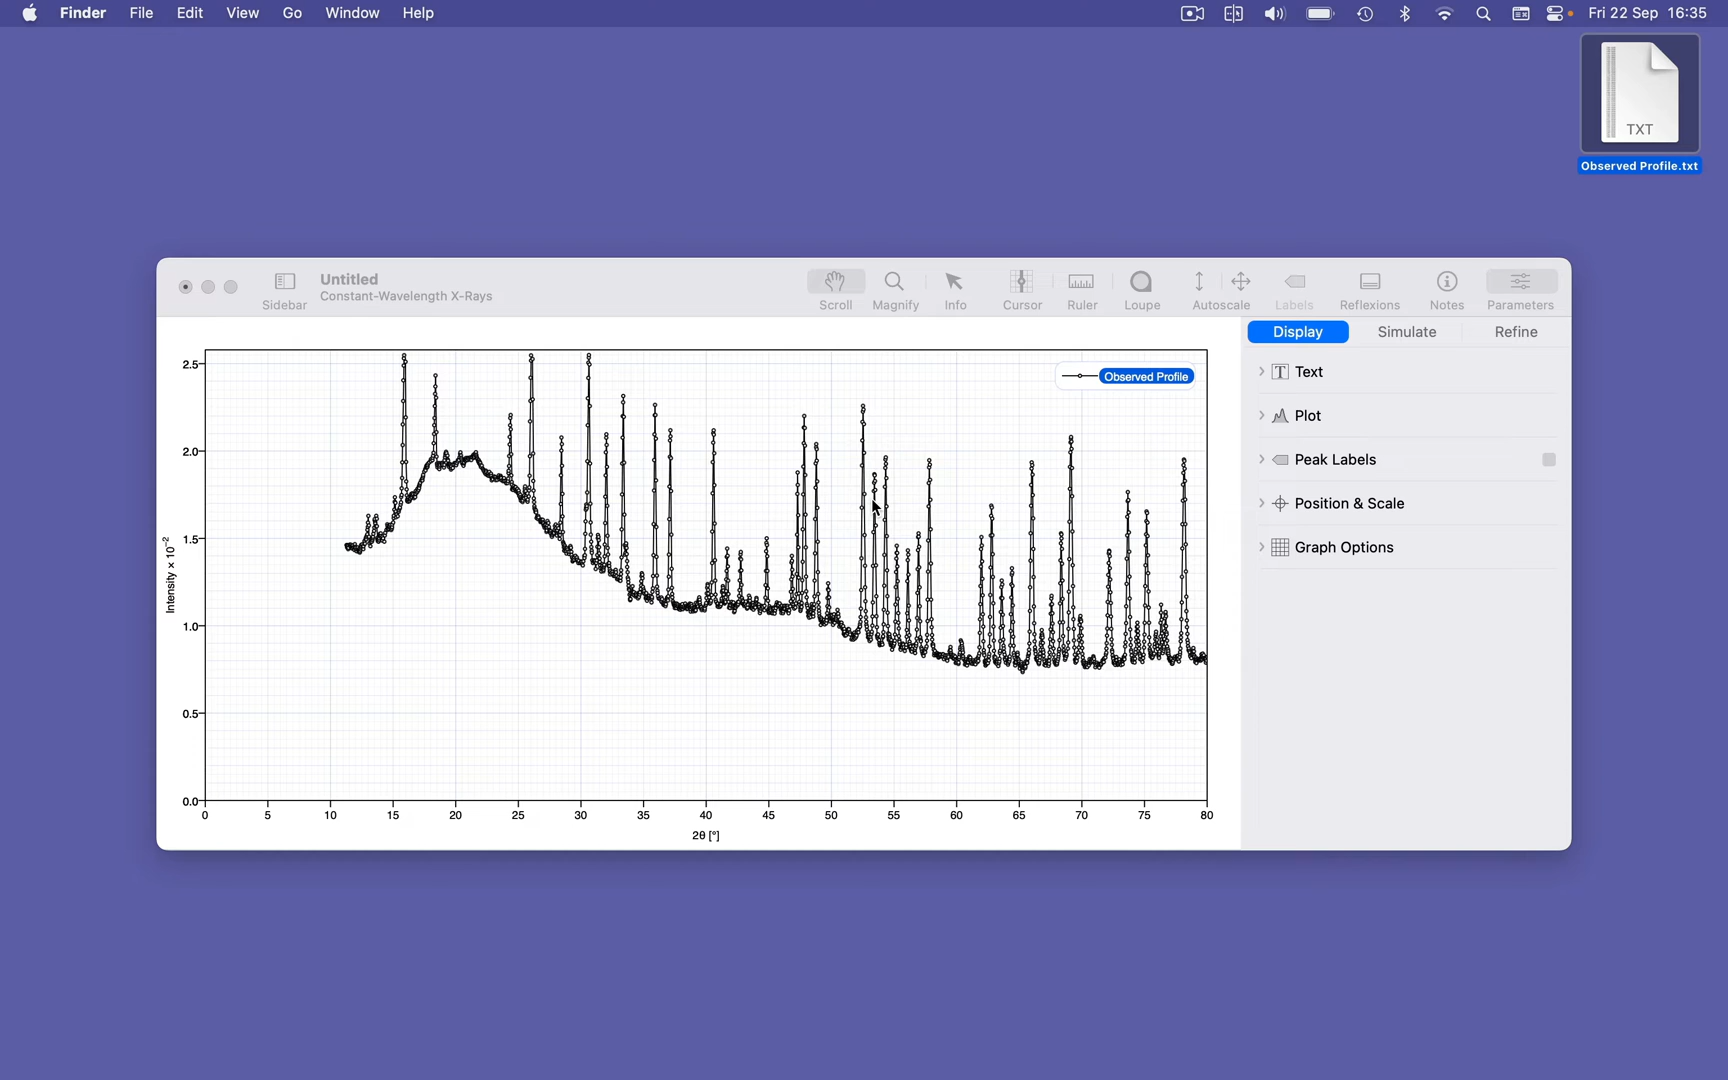 Finder File Edit View Go Window Help Fri 22 Sep 16:35
TXT
Observed Profile.txt
Untitled
Constant-Wavelength X-Rays
Sidebar Scroll Magnify Info Cursor Ruler Loupe Autoscale Labels Reflexions Notes Parameters
Display Simulate Refine
Text
Plot
Peak Labels
Position & Scale
Graph Options
Observed Profile
2.5
2.0
1.5
1.0
0.5
0.0
Intensity × 10⁻²
0 5 10 15 20 25 30 35 40 45 50 55 60 65 70 75 80
2θ [°]